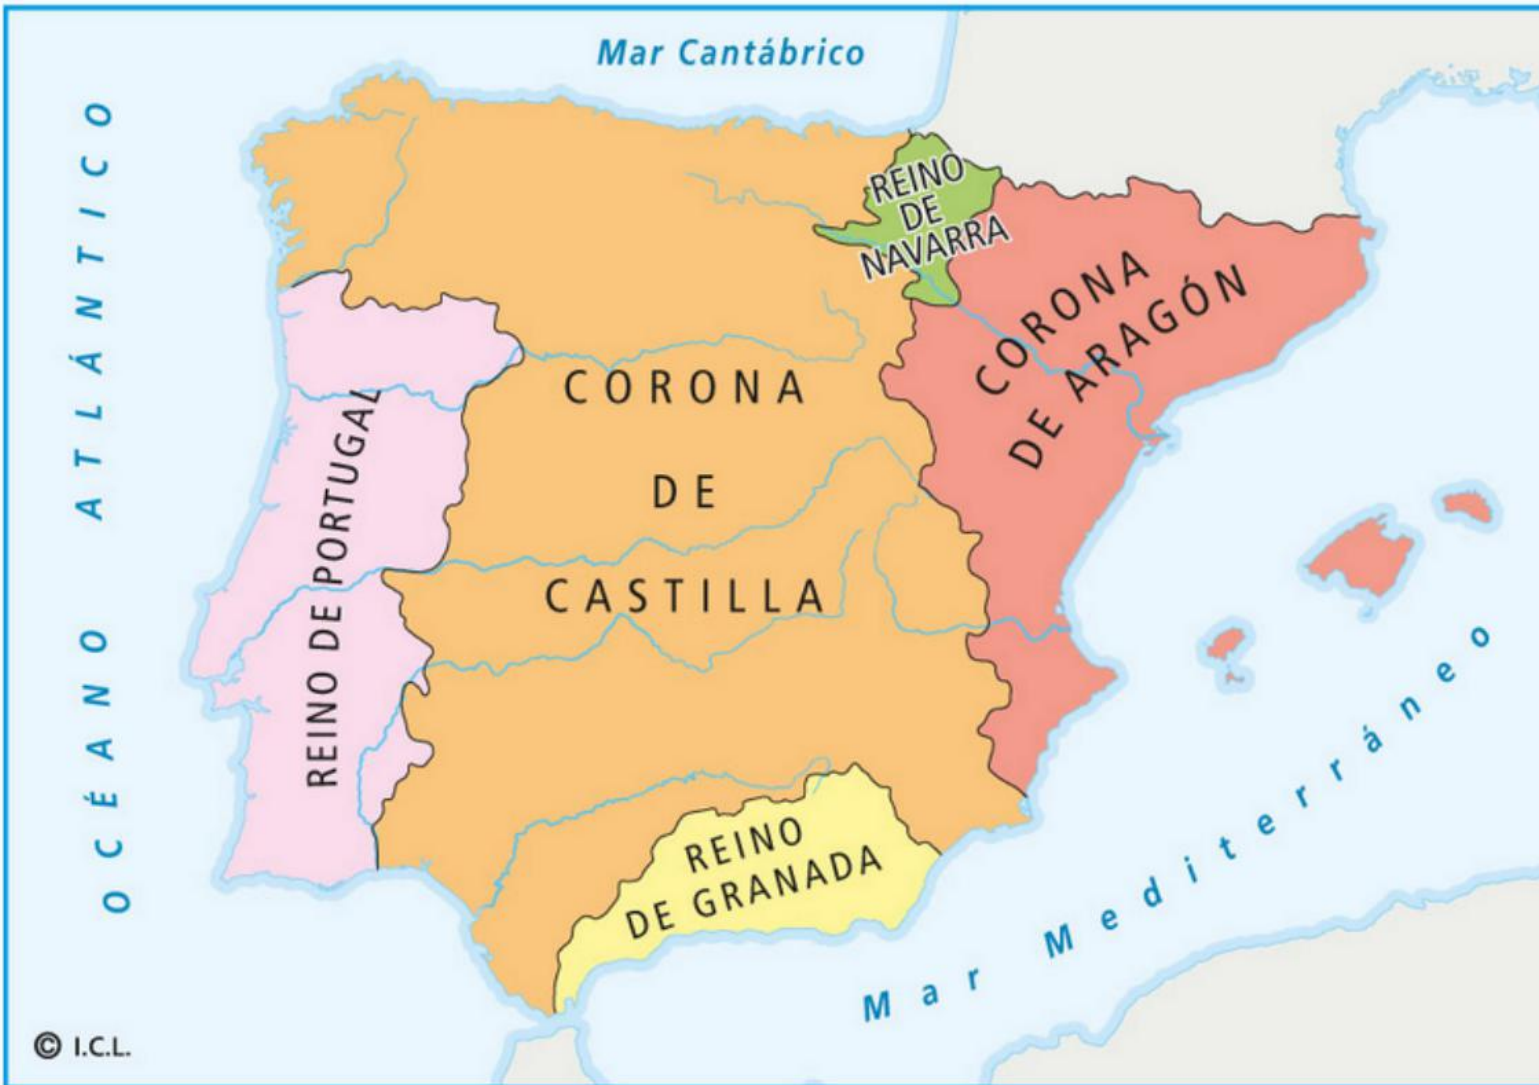 Mar Cantábrico
OCÉANO ATLÁNTICO
REINO
DE
NAVARRA
CORONA
DE ARAGÓN
CORONA
DE
CASTILLA
REINO DE PORTUGAL
REINO
DE GRANADA
Mar Mediterráneo
© I.C.L.